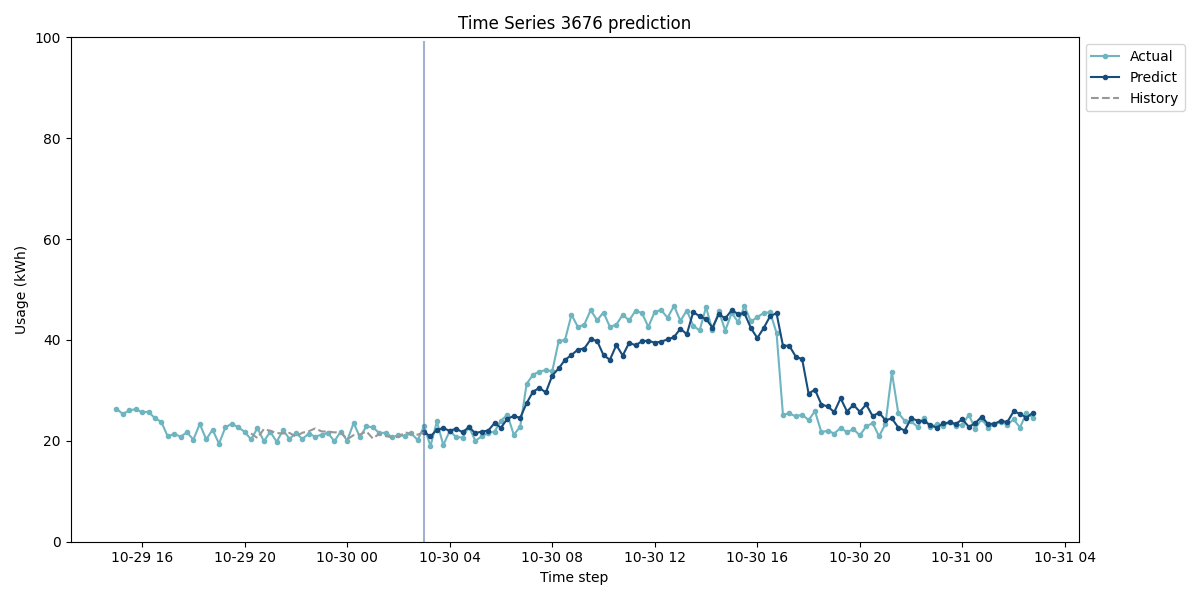 Time Series 3676 prediction
Usage (kWh)
100
80
60
40
20
0
10-29 16
10-29 20
10-30 00
10-30 04
10-30 08
10-30 12
10-30 16
10-30 20
10-31 00
10-31 04
Time step
Actual
Predict
History